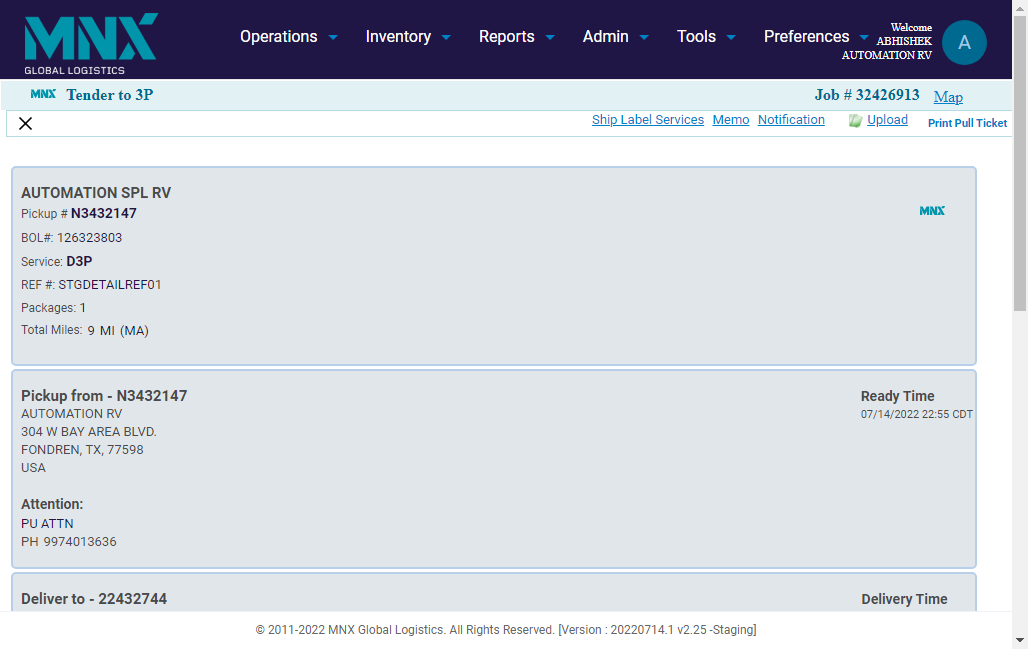 MNX
GLOBAL LOGISTICS
Operations Inventory Reports Admin Tools Preferences
Welcome
ABHISHEK
AUTOMATION RV
A
MNX Tender to 3P Job # 32426913 Map
Ship Label Services Memo Notification Upload Print Pull Ticket
AUTOMATION SPL RV
Pickup # N3432147
MNX
BOL#: 126323803
Service: D3P
REF #: STGDETAILREF01
Packages: 1
Total Miles: 9 MI (MA)
Pickup from - N3432147 Ready Time
AUTOMATION RV 07/14/2022 22:55 CDT
304 W BAY AREA BLVD.
FONDREN, TX, 77598
USA
Attention:
PU ATTN
PH 9974013636
Deliver to - 22432744 Delivery Time
© 2011-2022 MNX Global Logistics. All Rights Reserved. [Version : 20220714.1 v2.25 -Staging]